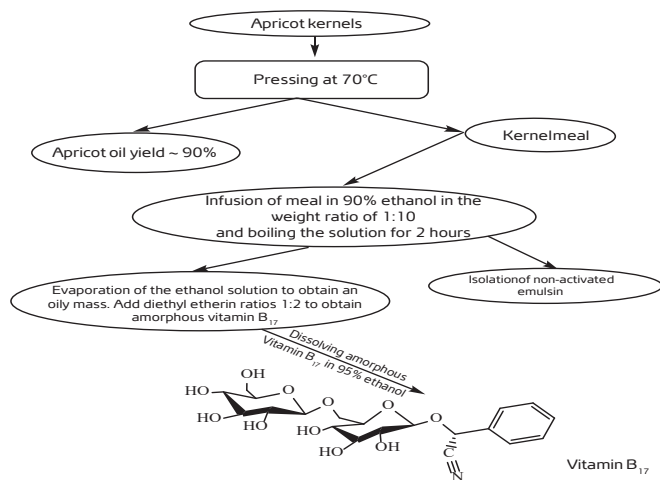 Apricot kernels
Pressing at 70°C
Apricot oil yield ~ 90%
Kernelmeal
Infusion of meal in 90% ethanol in the
weight ratio of 1:10
and boiling the solution for 2 hours
Evaporation of the ethanol solution to obtain an
oily mass. Add diethyl etherin ratios 1:2 to obtain
amorphous vitamin B₁₇
Isolationof non-activated
emulsin
Dissolving amorphous
Vitamin B₁₇ in 95% ethanol
OH
HO
HO
HO
O
O
HO
HO
OH
O
O
C
N
Vitamin B₁₇